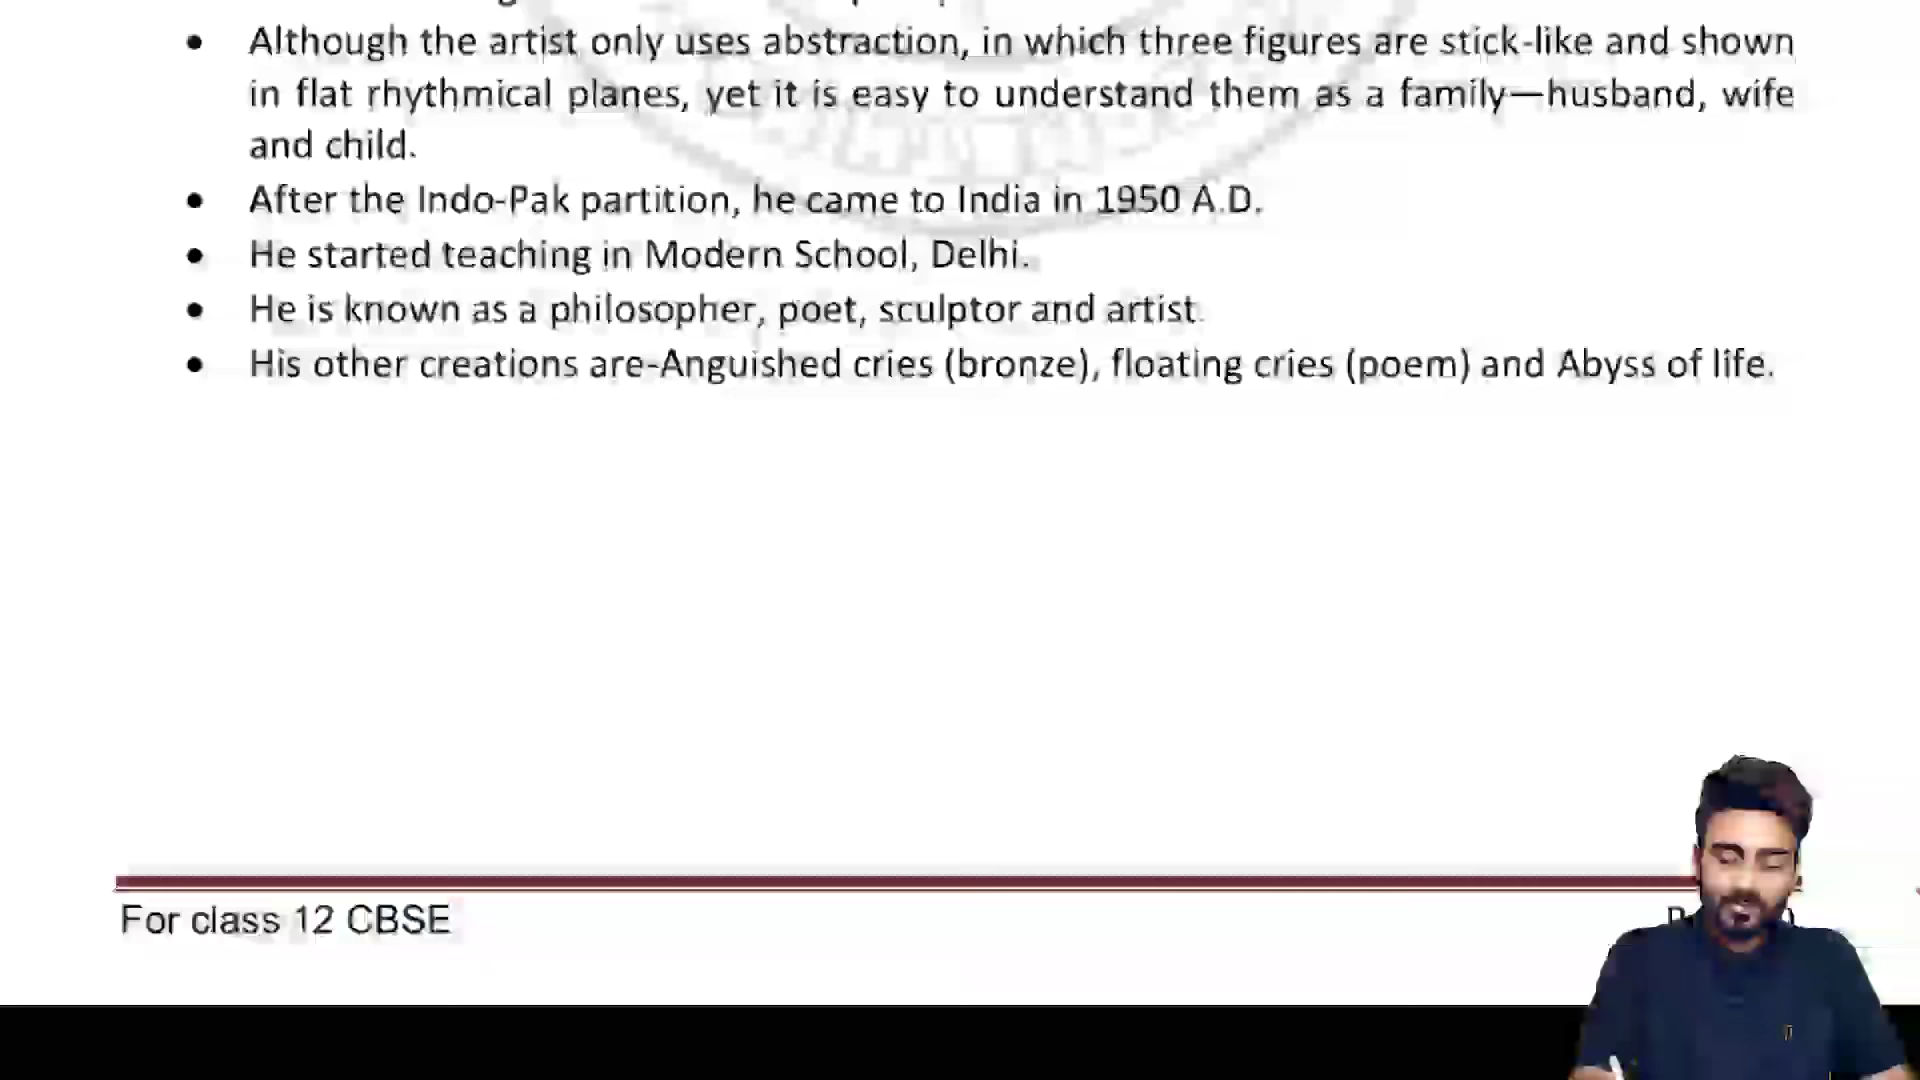 • Although the artist only uses abstraction, in which three figures are stick-like and shown
in flat rhythmical planes, yet it is easy to understand them as a family—husband, wife
and child.
• After the Indo-Pak partition, he came to India in 1950 A.D.
• He started teaching in Modern School, Delhi.
• He is known as a philosopher, poet, sculptor and artist.
• His other creations are-Anguished cries (bronze), floating cries (poem) and Abyss of life.
For class 12 CBSE